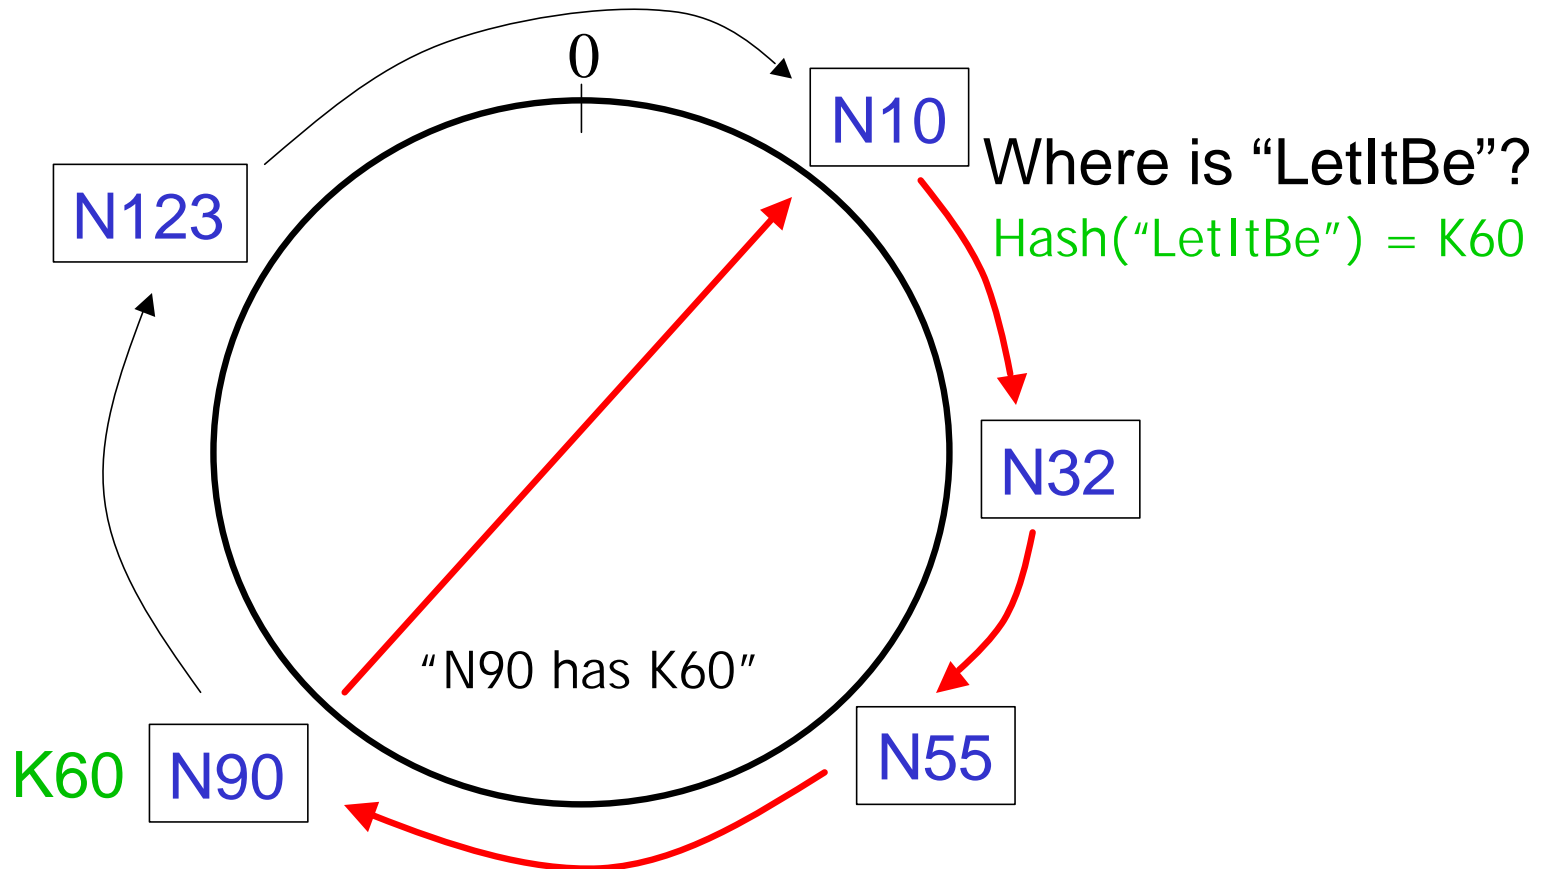 0
N10
Where is “LetItBe”?
N123
Hash(“LetItBe”) = K60
N32
“N90 has K60”
N55
K60 N90